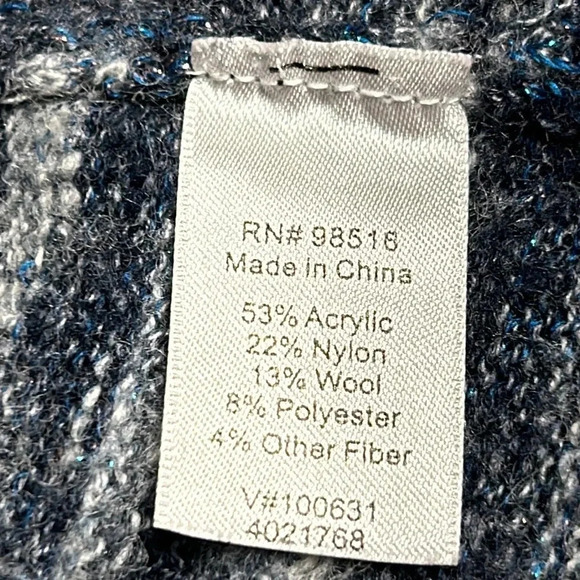 RN# 98516
Made in China
53% Acrylic
22% Nylon
13% Wool
8% Polyester
4% Other Fiber
V#100631
4021768